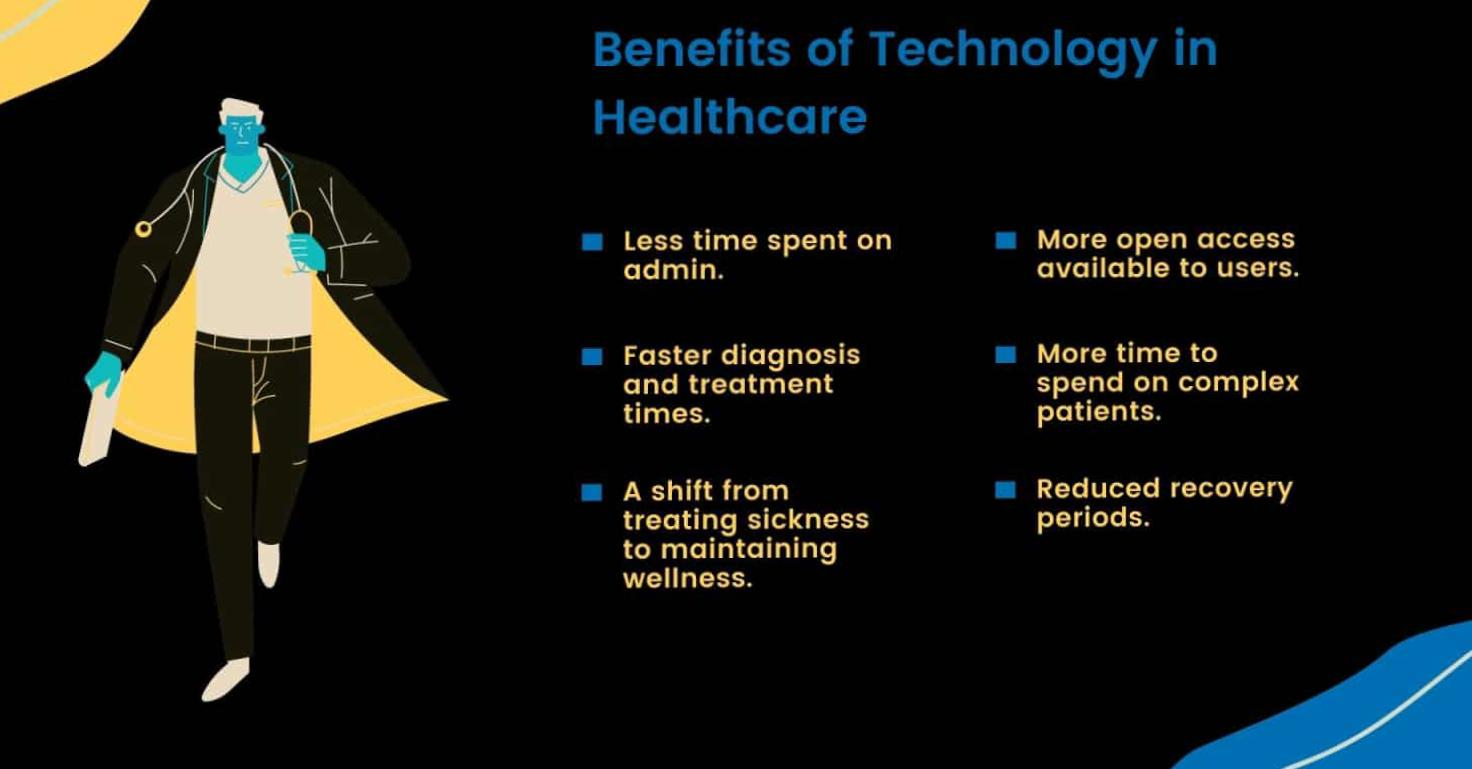 Benefits of Technology in
Healthcare
Less time spent on
admin.
Faster diagnosis
and treatment
times.
A shift from
treating sickness
to maintaining
wellness.
More open access
available to users.
More time to
spend on complex
patients.
Reduced recovery
periods.